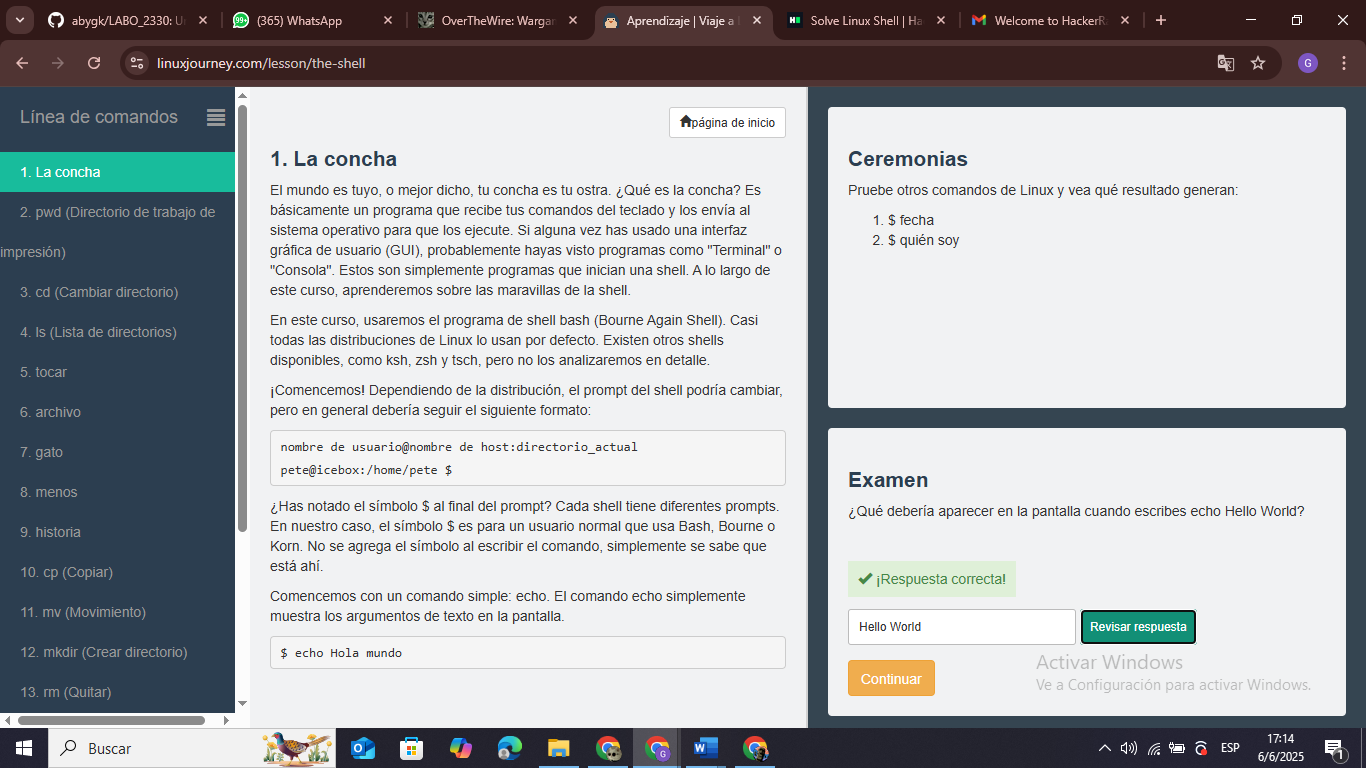 abygk/LABO_2330: U
99+
(365) WhatsApp
OverTheWire: Wargar
Aprendizaje | Viaje a
Solve Linux Shell | Ha
Welcome to HackerR
linuxjourney.com/lesson/the-shell
G
Línea de comandos
1. La concha
2. pwd (Directorio de trabajo de
impresión)
3. cd (Cambiar directorio)
4. ls (Lista de directorios)
5. tocar
6. archivo
7. gato
8. menos
9. historia
10. cp (Copiar)
11. mv (Movimiento)
12. mkdir (Crear directorio)
13. rm (Quitar)
página de inicio
1. La concha
El mundo es tuyo, o mejor dicho, tu concha es tu ostra. ¿Qué es la concha? Es
básicamente un programa que recibe tus comandos del teclado y los envía al
sistema operativo para que los ejecute. Si alguna vez has usado una interfaz
gráfica de usuario (GUI), probablemente hayas visto programas como "Terminal" o
"Consola". Estos son simplemente programas que inician una shell. A lo largo de
este curso, aprenderemos sobre las maravillas de la shell.
En este curso, usaremos el programa de shell bash (Bourne Again Shell). Casi
todas las distribuciones de Linux lo usan por defecto. Existen otros shells
disponibles, como ksh, zsh y tsch, pero no los analizaremos en detalle.
¡Comencemos! Dependiendo de la distribución, el prompt del shell podría cambiar,
pero en general debería seguir el siguiente formato:
nombre de usuario@nombre de host:directorio_actual
pete@icebox:/home/pete $
¿Has notado el símbolo $ al final del prompt? Cada shell tiene diferentes prompts.
En nuestro caso, el símbolo $ es para un usuario normal que usa Bash, Bourne o
Korn. No se agrega el símbolo al escribir el comando, simplemente se sabe que
está ahí.
Comencemos con un comando simple: echo. El comando echo simplemente
muestra los argumentos de texto en la pantalla.
$ echo Hola mundo
Ceremonias
Pruebe otros comandos de Linux y vea qué resultado generan:
1. $ fecha
2. $ quién soy
Examen
¿Qué debería aparecer en la pantalla cuando escribes echo Hello World?
¡Respuesta correcta!
Hello World
Revisar respuesta
Continuar
Activar Windows
Ve a Configuración para activar Windows.
Buscar
ESP
17:14
6/6/2025
1